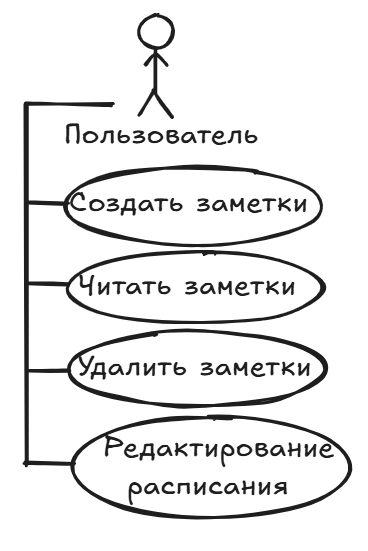 Пользователь
Создать заметки
Читать заметки
Удалить заметки
Редактирование
расписания